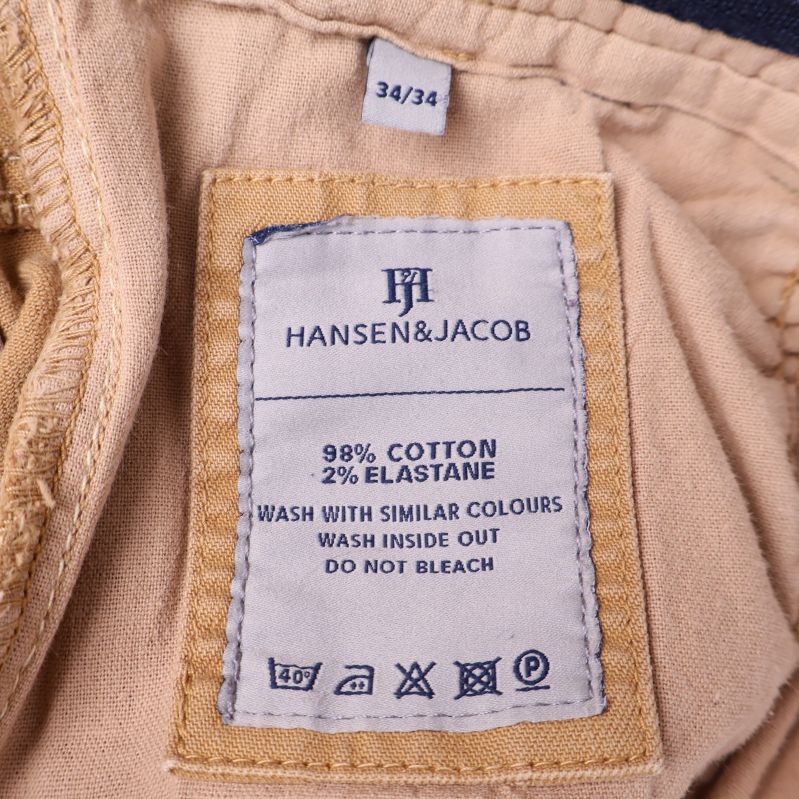 34/34
HJ
HANSEN&JACOB
98% COTTON
2% ELASTANE
WASH WITH SIMILAR COLOURS
WASH INSIDE OUT
DO NOT BLEACH
40° P